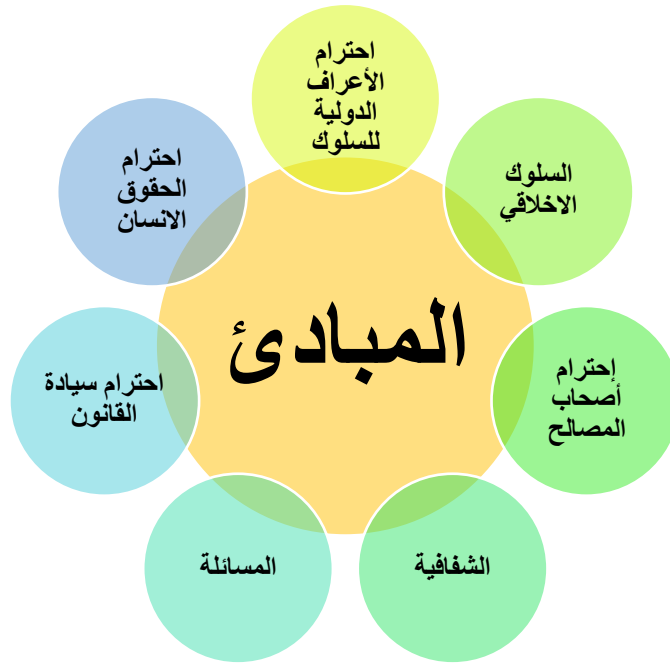 احترام
الأعراف
الدولية
للسلوك
السلوك
الاخلاقي
إحترام
أصحاب
المصالح
الشفافية
المسائلة
احترام سيادة
القانون
احترام
الحقوق
الانسان
المبادئ